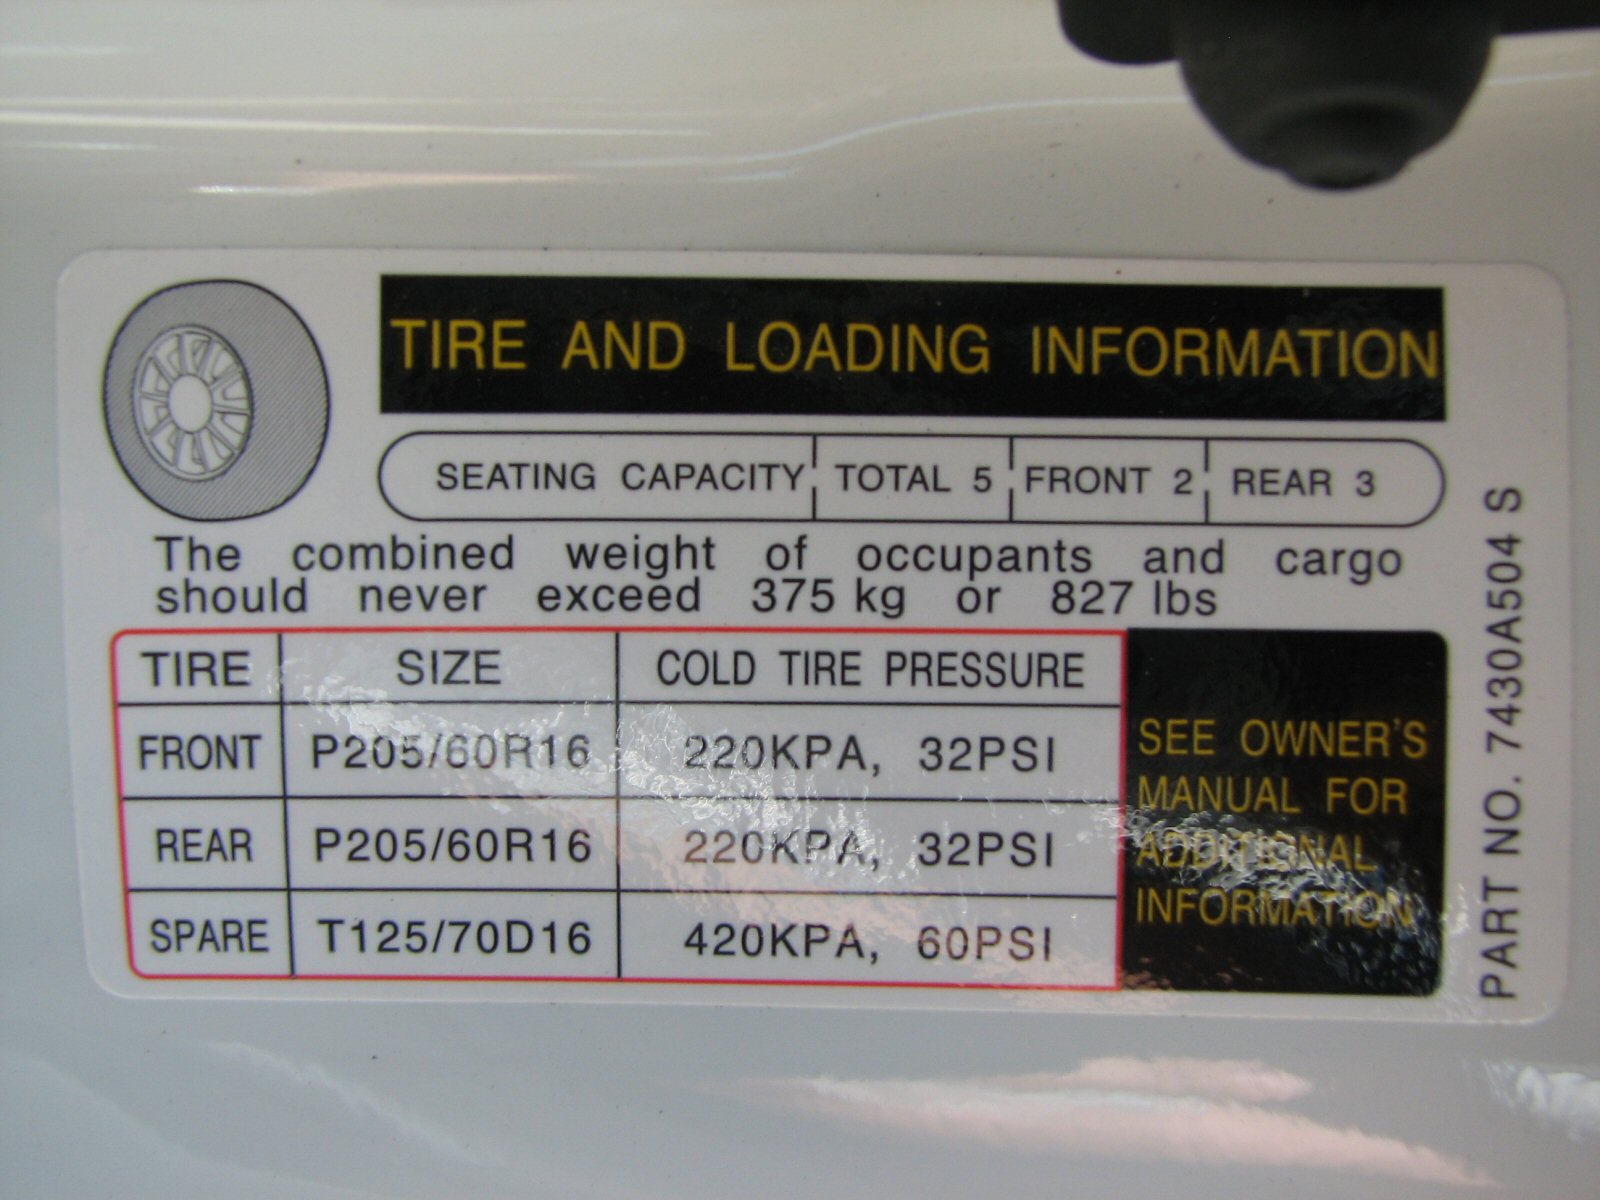 TIRE AND LOADING INFORMATION
SEATING CAPACITY TOTAL 5 FRONT 2 REAR 3
The combined weight of occupants and cargo
should never exceed 375 kg or 827 lbs
TIRE SIZE COLD TIRE PRESSURE
FRONT P205/60R16 220KPA, 32PSI
REAR P205/60R16 220KPA, 32PSI
SPARE T125/70D16 420KPA, 60PSI
SEE OWNER'S
MANUAL FOR
ADDITIONAL
INFORMATION
PART NO. 7430A504 S